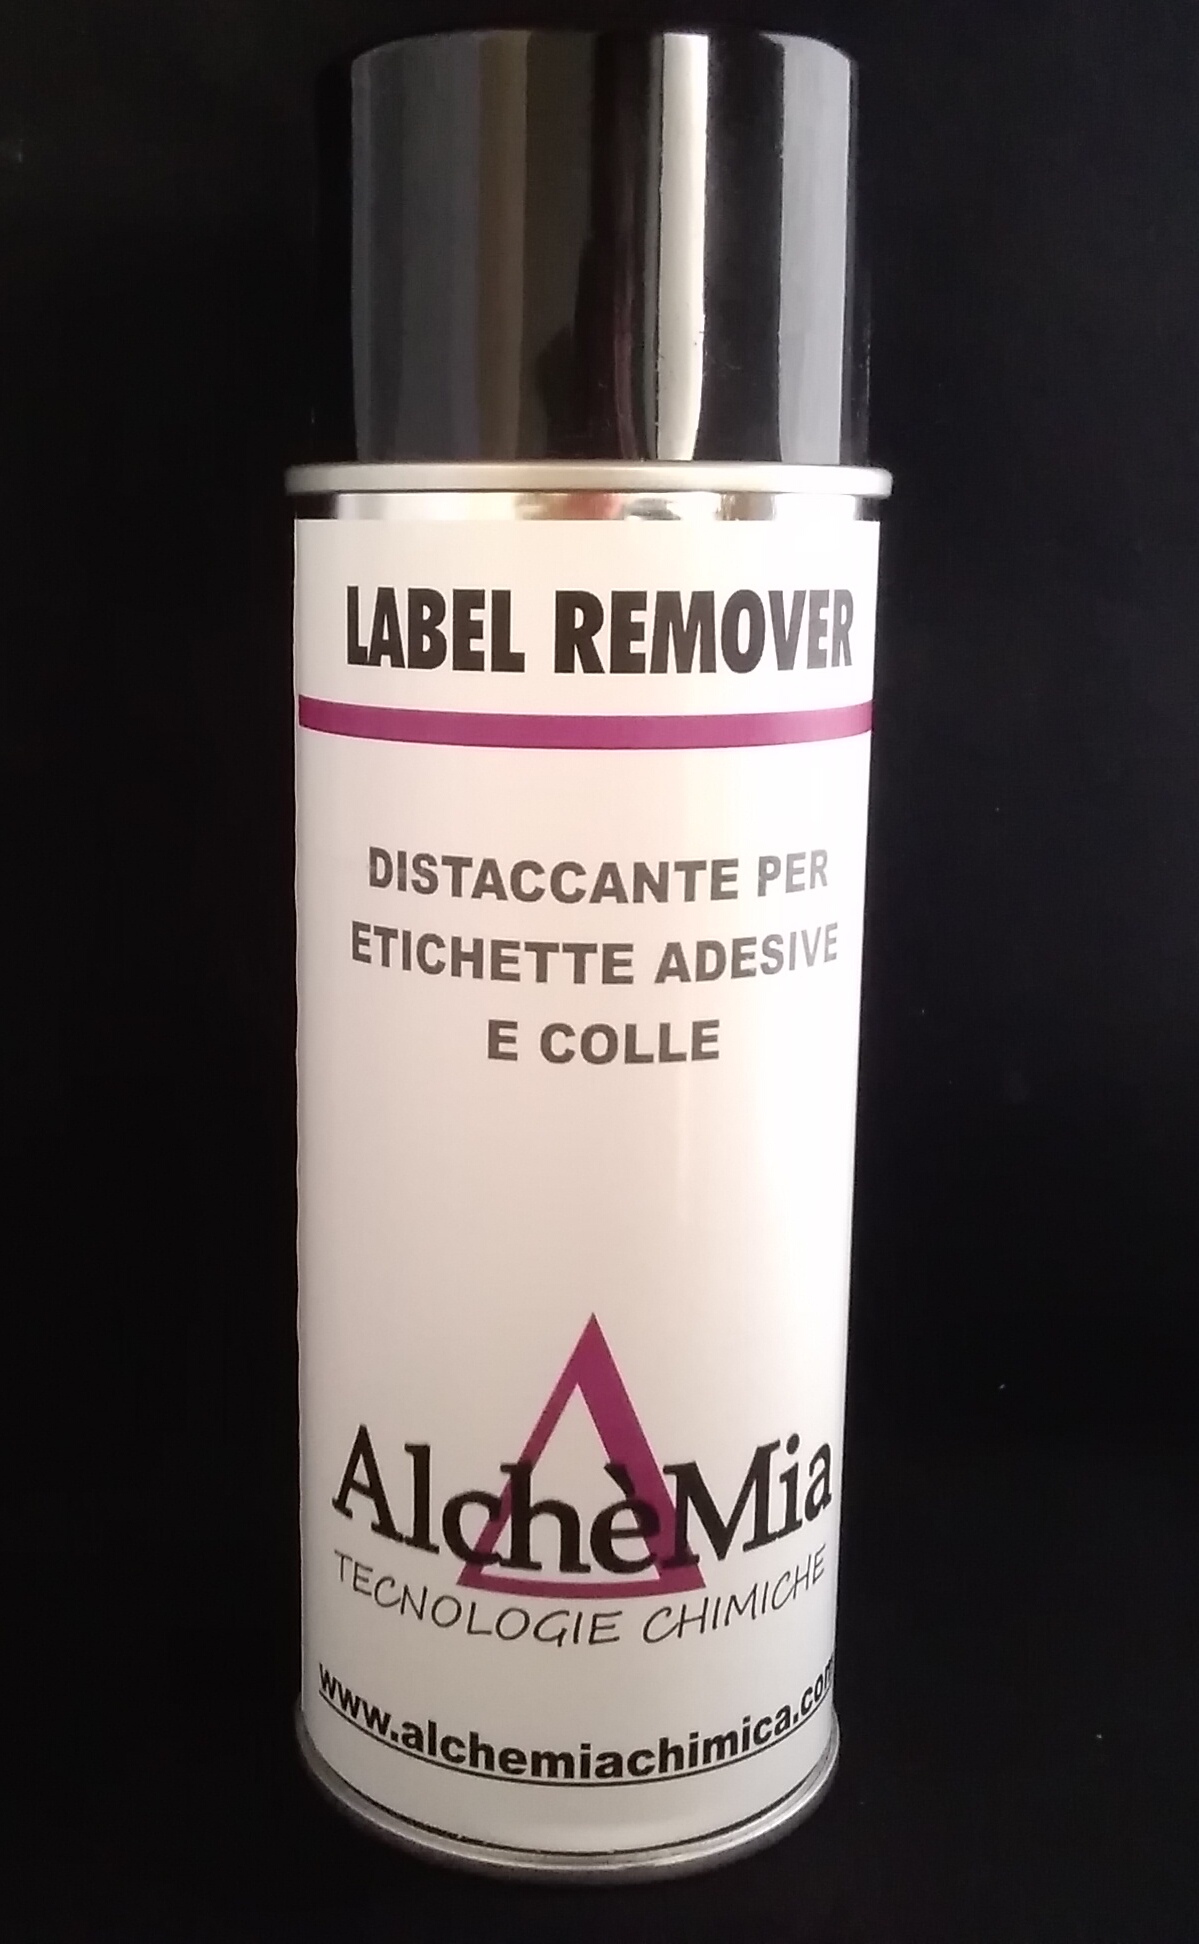 LABEL REMOVER
DISTACCANTE PER
ETICHETTE ADESIVE
E COLLE
AlchèMia
TECNOLOGIE CHIMICHE
www.alchemiachimica.com